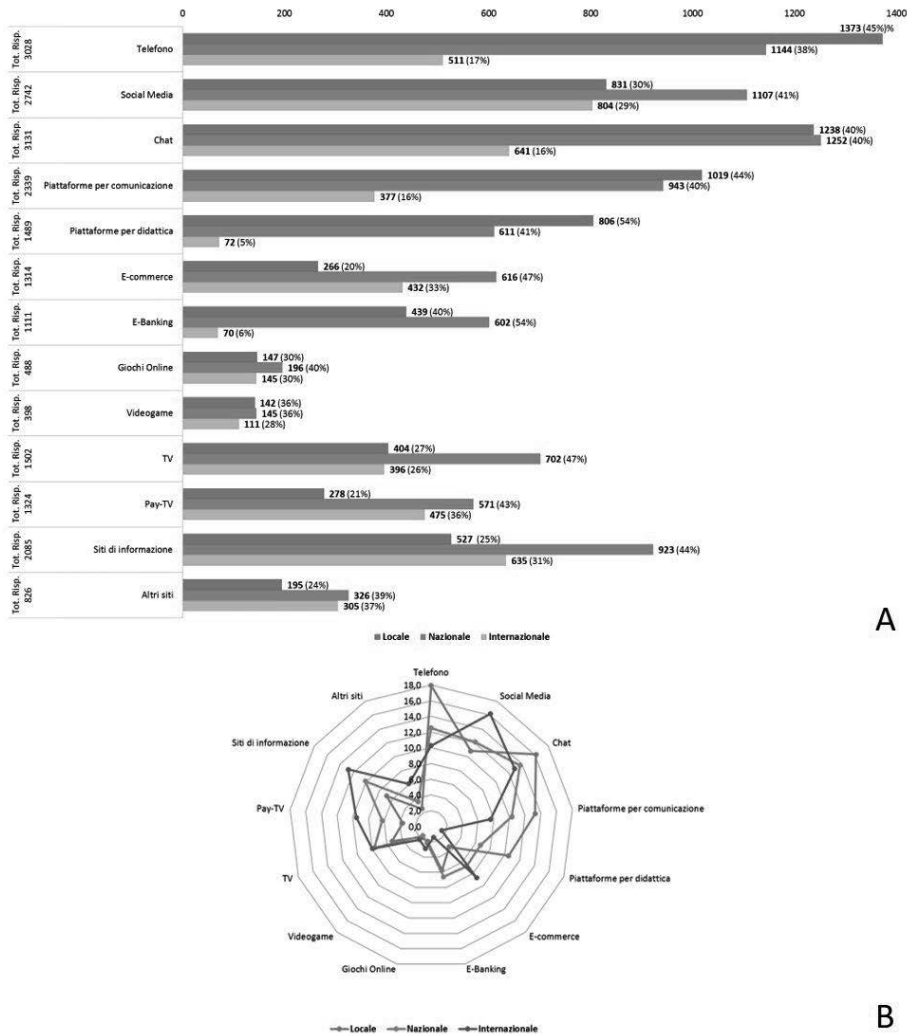 0 200 400 600 800 1000 1200 1400
Tot. Risp.
3028
Telefono
1373 (45%)%
1144 (38%)
511 (17%)
Tot. Risp.
2742
Social Media
831 (30%)
1107 (41%)
804 (29%)
Tot. Risp.
3131
Chat
1238 (40%)
1252 (40%)
641 (16%)
Tot. Risp.
2339
Piattaforme per comunicazione
1019 (44%)
943 (40%)
377 (16%)
Tot. Risp.
1489
Piattaforme per didattica
806 (54%)
611 (41%)
72 (5%)
Tot. Risp.
1314
E-commerce
266 (20%)
616 (47%)
432 (33%)
Tot. Risp.
1111
E-Banking
439 (40%)
602 (54%)
70 (6%)
Tot. Risp.
488
Giochi Online
147 (30%)
196 (40%)
145 (30%)
Tot. Risp.
398
Videogame
142 (36%)
145 (36%)
111 (28%)
Tot. Risp.
1502
TV
404 (27%)
702 (47%)
396 (26%)
Tot. Risp.
1324
Pay-TV
278 (21%)
571 (43%)
475 (36%)
Tot. Risp.
2085
Siti di informazione
527 (25%)
923 (44%)
635 (31%)
Tot. Risp.
826
Altri siti
195 (24%)
326 (39%)
305 (37%)
A
Locale Nazionale Internazionale
Telefono
Social Media
Chat
Piattaforme per comunicazione
Piattaforme per didattica
E-commerce
E-Banking
Giochi Online
Videogame
TV
Pay-TV
Siti di informazione
Altri siti
18,0
16,0
14,0
12,0
10,0
8,0
6,0
4,0
2,0
0,0
B
Locale Nazionale Internazionale